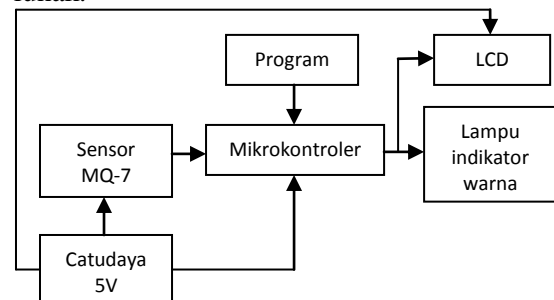 Program
LCD
Sensor
MQ-7
Mikrokontroler
Lampu
indikator
warna
Catudaya
5V